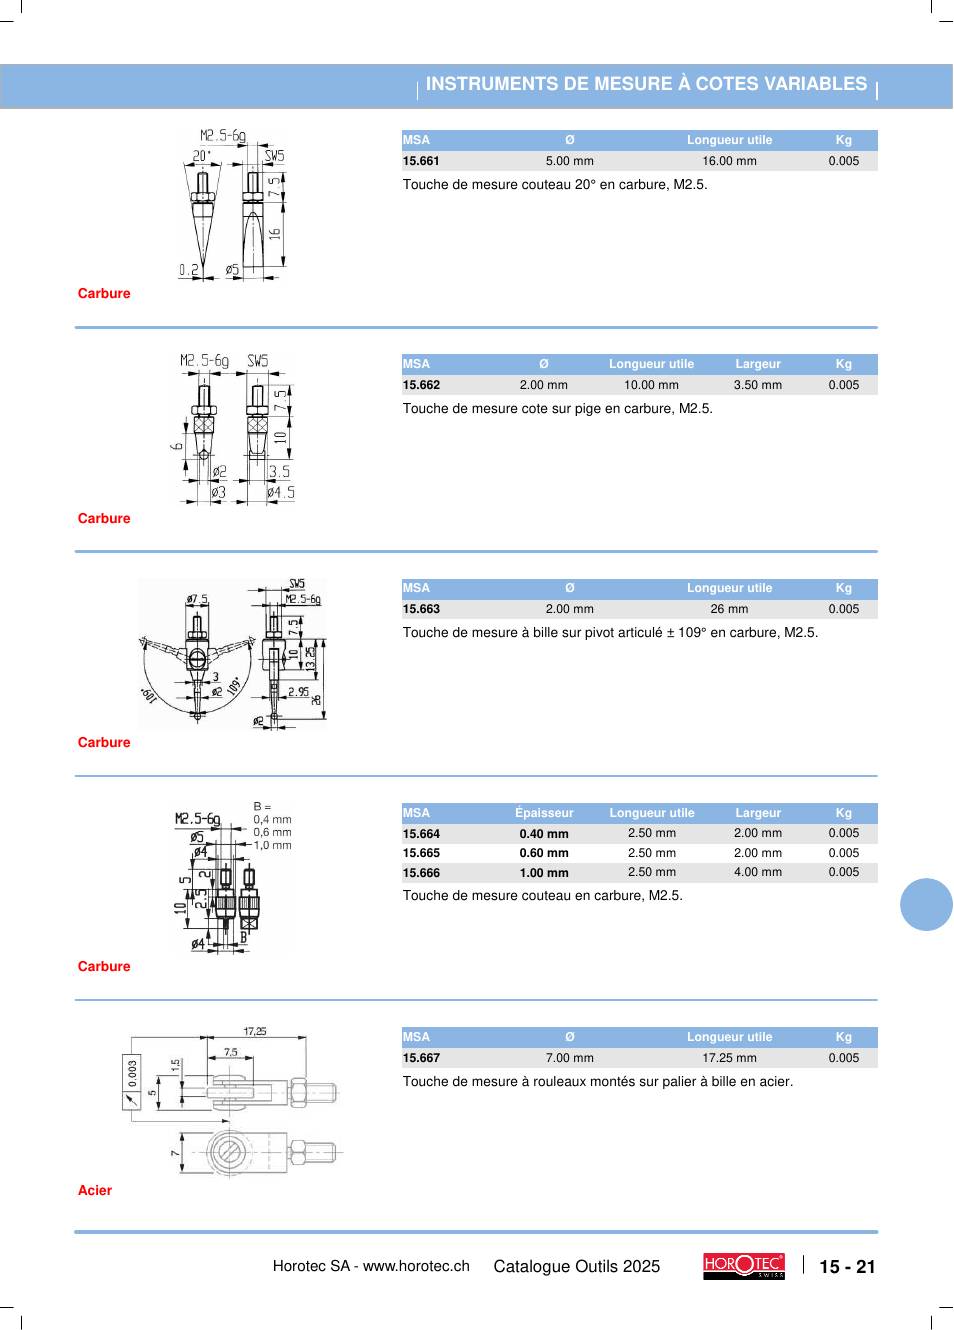 INSTRUMENTS DE MESURE À COTES VARIABLES
M2.5-6g
20°
SW5
7.5
16
0.2
ø5
Carbure
MSA Ø Longueur utile Kg
15.661 5.00 mm 16.00 mm 0.005
Touche de mesure couteau 20° en carbure, M2.5.
M2.5-6g SW5
7.5
10
6
ø2 3.5
ø3 ø4.5
Carbure
MSA Ø Longueur utile Largeur Kg
15.662 2.00 mm 10.00 mm 3.50 mm 0.005
Touche de mesure cote sur pige en carbure, M2.5.
SW5
ø7.5 M2.5-6g
7.5
10
13.25
26
3
ø2
2.95
109° 109°
ø2
Carbure
MSA Ø Longueur utile Kg
15.663 2.00 mm 26 mm 0.005
Touche de mesure à bille sur pivot articulé ± 109° en carbure, M2.5.
B =
0,4 mm
0,6 mm
1,0 mm
M2.5-6g
ø5
ø4
5
2
10
2.5
ø4
B
Carbure
MSA Épaisseur Longueur utile Largeur Kg
15.664 0.40 mm 2.50 mm 2.00 mm 0.005
15.665 0.60 mm 2.50 mm 2.00 mm 0.005
15.666 1.00 mm 2.50 mm 4.00 mm 0.005
Touche de mesure couteau en carbure, M2.5.
17,25
7,5
1,5
5
0,003
7
Acier
MSA Ø Longueur utile Kg
15.667 7.00 mm 17.25 mm 0.005
Touche de mesure à rouleaux montés sur palier à bille en acier.
Horotec SA - www.horotec.ch Catalogue Outils 2025 HOROTEC SWISS 15 - 21